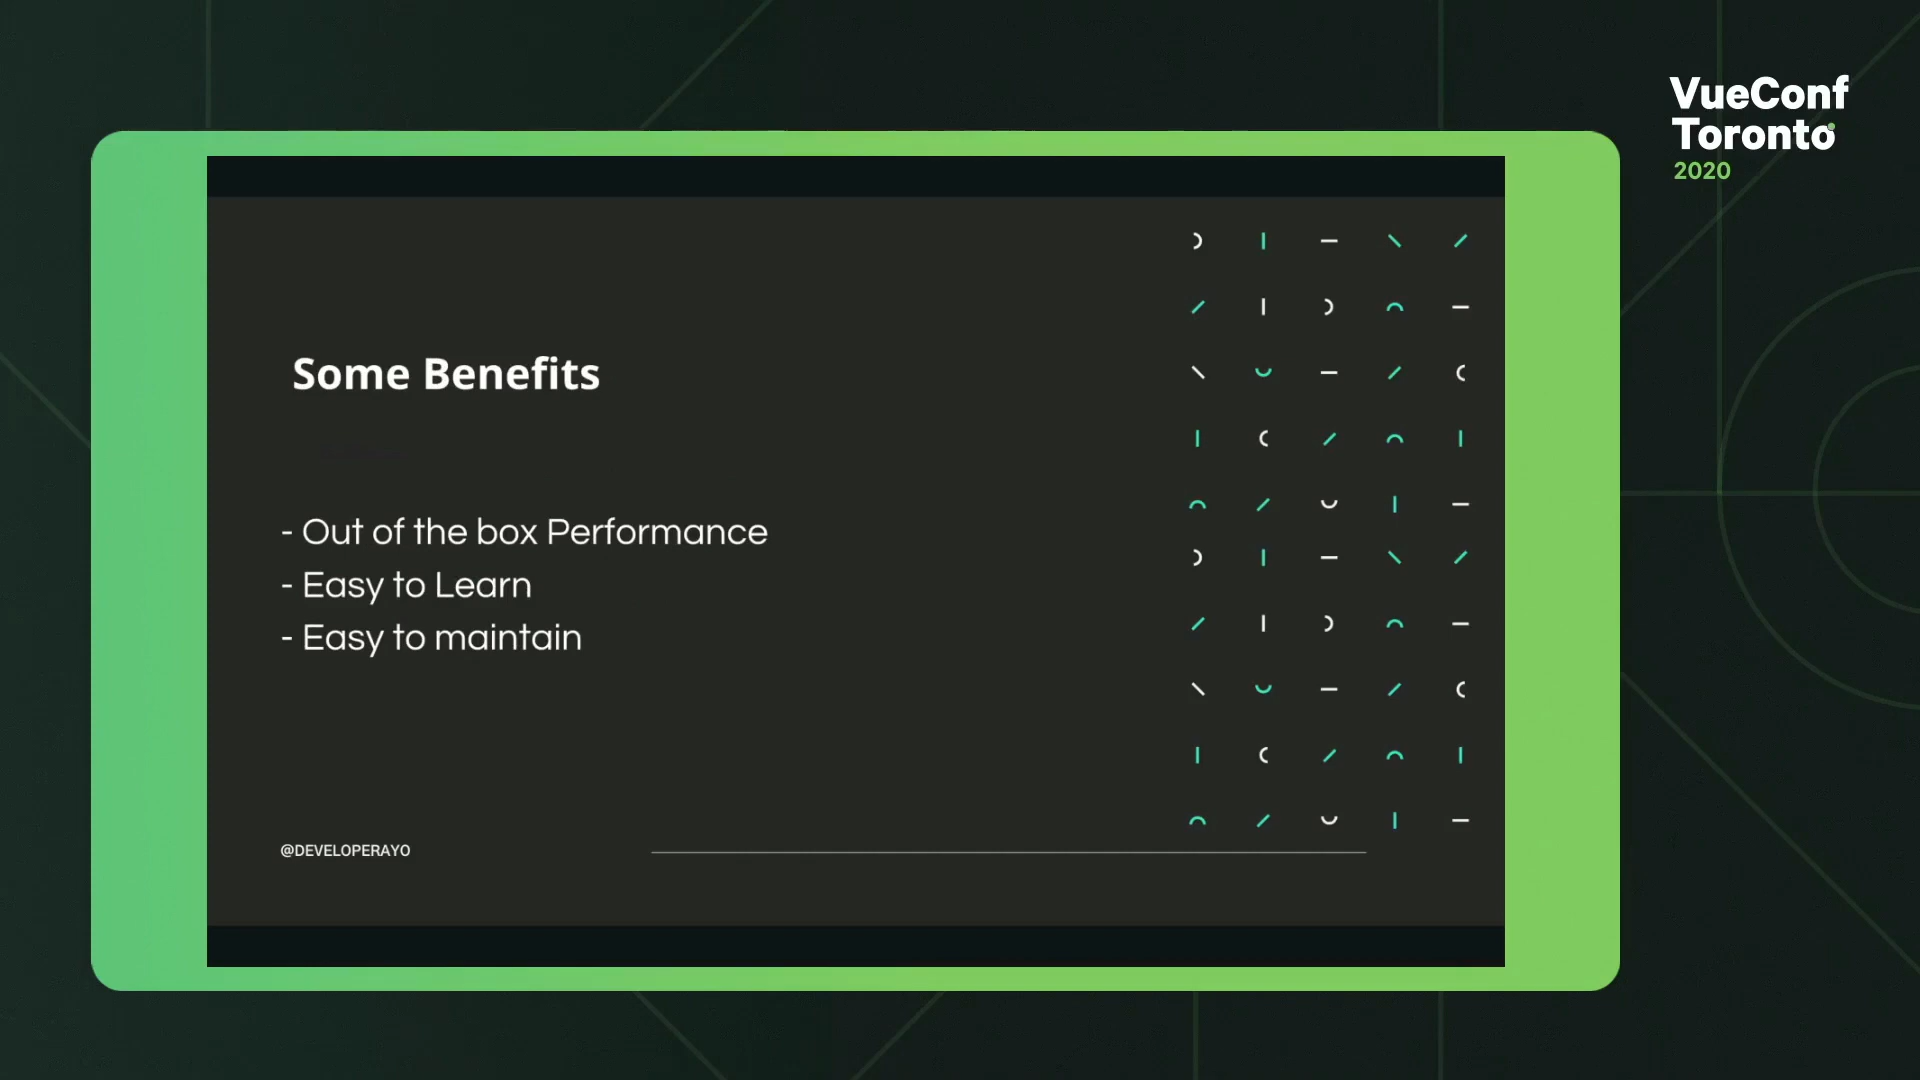 VueConf
Toronto
2020
Some Benefits
- Out of the box Performance
- Easy to Learn
- Easy to maintain
@DEVELOPERAYO